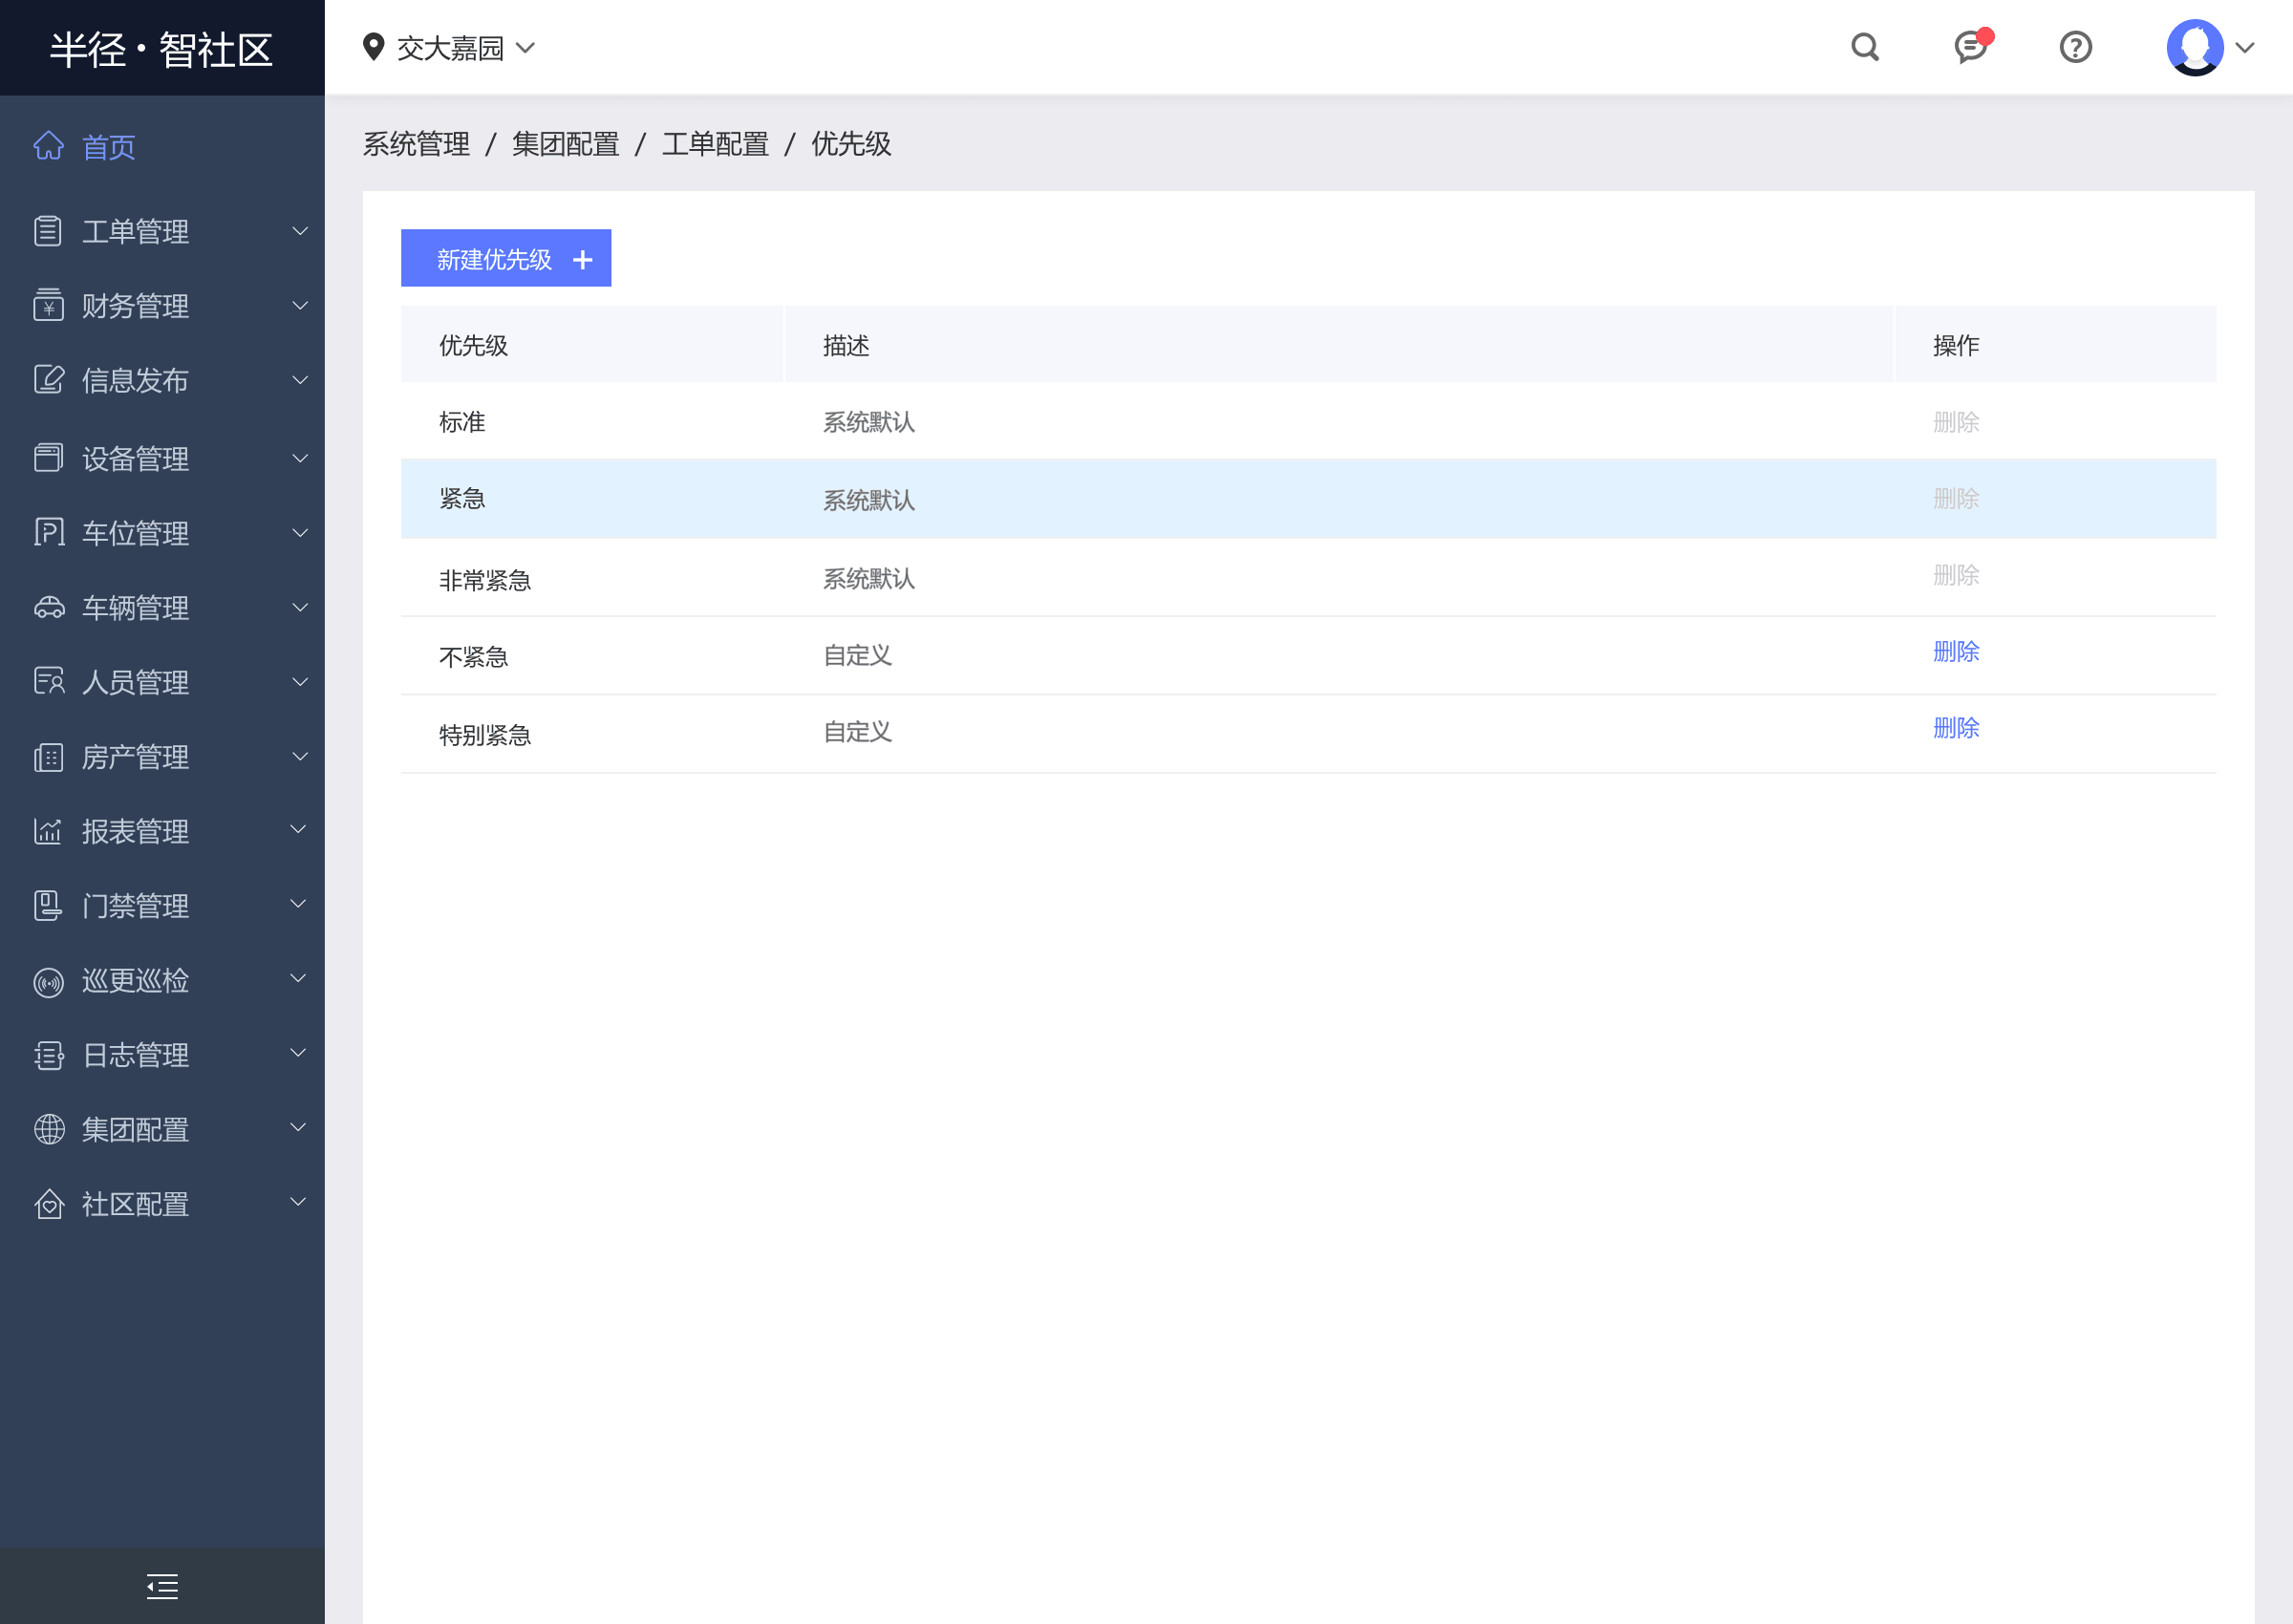 半径·智社区
交大嘉园
首页
工单管理
财务管理
信息发布
设备管理
车位管理
车辆管理
人员管理
房产管理
报表管理
门禁管理
巡更巡检
日志管理
集团配置
社区配置
系统管理 / 集团配置 / 工单配置 / 优先级
新建优先级 +
优先级 描述 操作
标准 系统默认 删除
紧急 系统默认 删除
非常紧急 系统默认 删除
不紧急 自定义 删除
特别紧急 自定义 删除